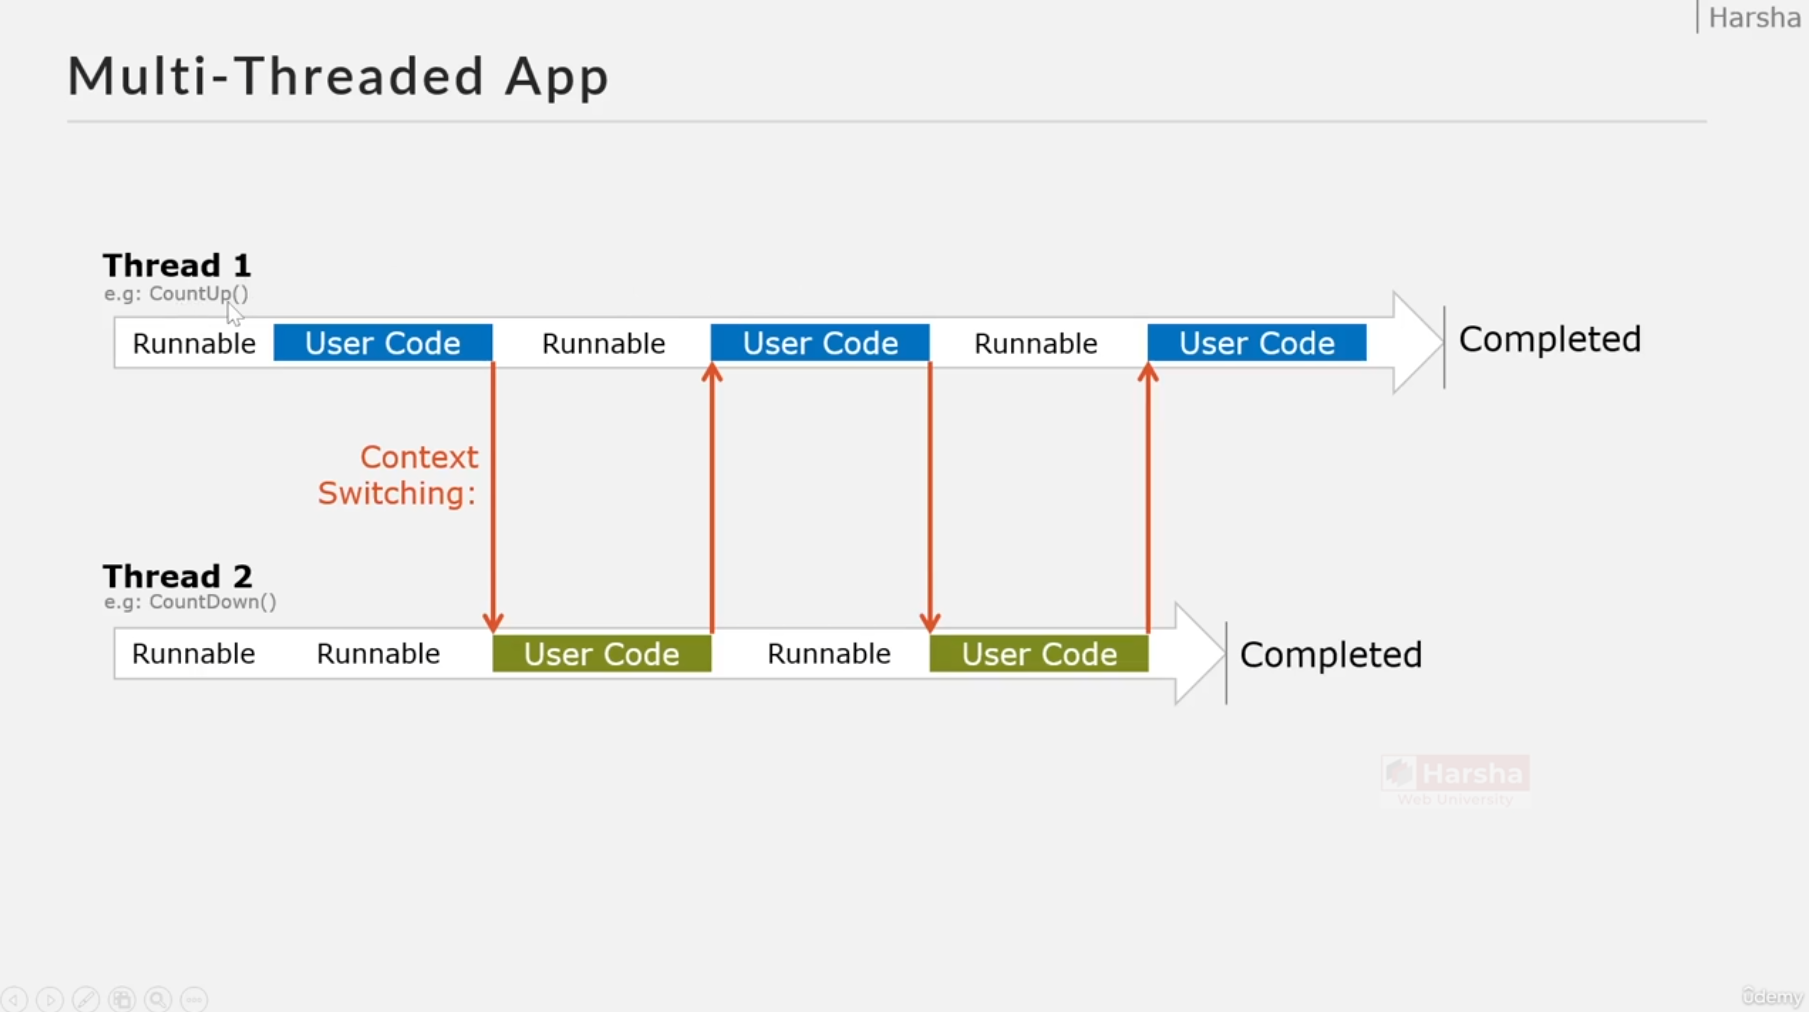 Harsha
Multi-Threaded App
Thread 1
e.g: CountUp()
Runnable User Code Runnable User Code Runnable User Code Completed
Context
Switching:
Thread 2
e.g: CountDown()
Runnable Runnable User Code Runnable User Code Completed
Harsha
Web University
ûdemy